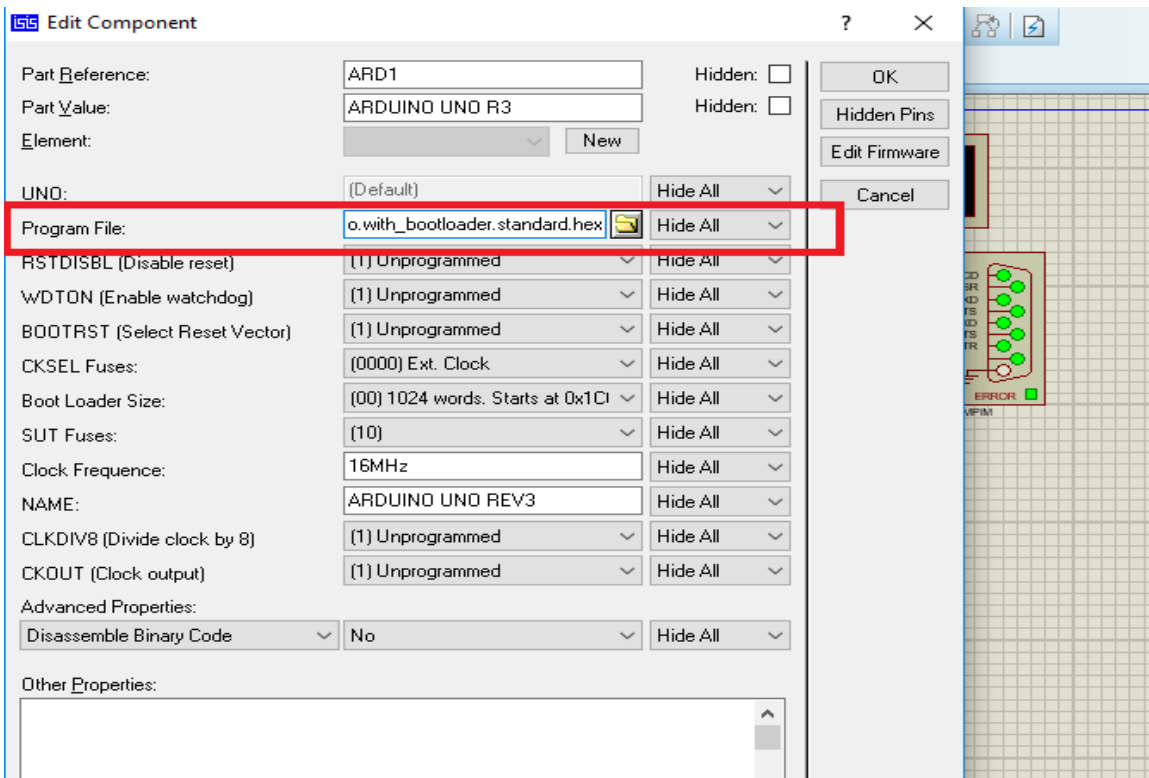 isis Edit Component ? ×
Part Reference: ARD1 Hidden: OK
Part Value: ARDUINO UNO R3 Hidden: Hidden Pins
Element: New Edit Firmware
UNO: (Default) Hide All Cancel
Program File: o.with_bootloader.standard.hex Hide All
RSTDISBL (Disable reset) (1) Unprogrammed Hide All
WDTON (Enable watchdog) (1) Unprogrammed Hide All
BOOTRST (Select Reset Vector) (1) Unprogrammed Hide All
CKSEL Fuses: (0000) Ext. Clock Hide All
Boot Loader Size: (00) 1024 words. Starts at 0x1C Hide All
SUT Fuses: (10) Hide All
Clock Frequence: 16MHz Hide All
NAME: ARDUINO UNO REV3 Hide All
CLKDIV8 (Divide clock by 8) (1) Unprogrammed Hide All
CKOUT (Clock output) (1) Unprogrammed Hide All
Advanced Properties:
Disassemble Binary Code No Hide All
Other Properties:
ERROR